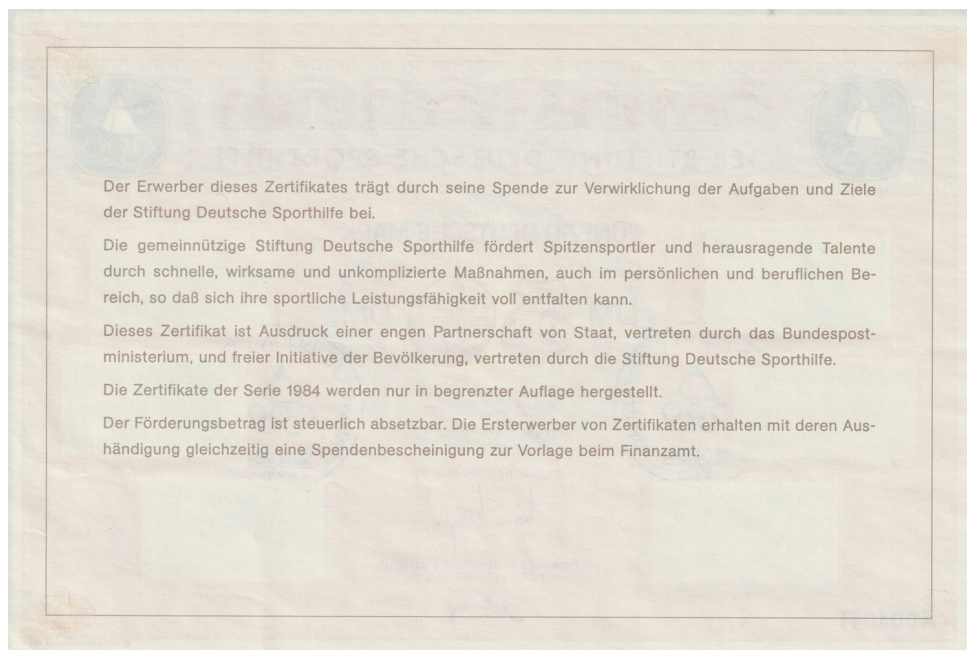 Der Erwerber dieses Zertifikates trägt durch seine Spende zur Verwirklichung der Aufgaben und Ziele
der Stiftung Deutsche Sporthilfe bei.
Die gemeinnützige Stiftung Deutsche Sporthilfe fördert Spitzensportler und herausragende Talente
durch schnelle, wirksame und unkomplizierte Maßnahmen, auch im persönlichen und beruflichen Be-
reich, so daß sich ihre sportliche Leistungsfähigkeit voll entfalten kann.
Dieses Zertifikat ist Ausdruck einer engen Partnerschaft von Staat, vertreten durch das Bundespost-
ministerium, und freier Initiative der Bevölkerung, vertreten durch die Stiftung Deutsche Sporthilfe.
Die Zertifikate der Serie 1984 werden nur in begrenzter Auflage hergestellt.
Der Förderungsbetrag ist steuerlich absetzbar. Die Ersterwerber von Zertifikaten erhalten mit deren Aus-
händigung gleichzeitig eine Spendenbescheinigung zur Vorlage beim Finanzamt.